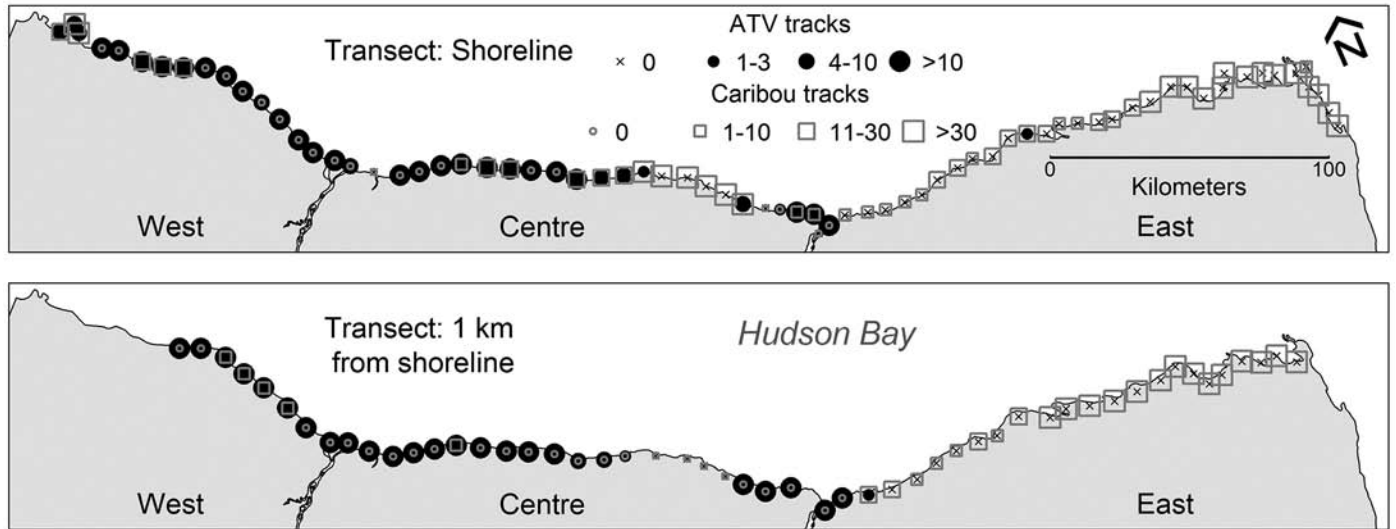 Transect: Shoreline
ATV tracks
× 0 1-3 4-10 >10
Caribou tracks
0 1-10 11-30 >30
N
0 100
Kilometers
West Centre East
Transect: 1 km
from shoreline
Hudson Bay
West Centre East